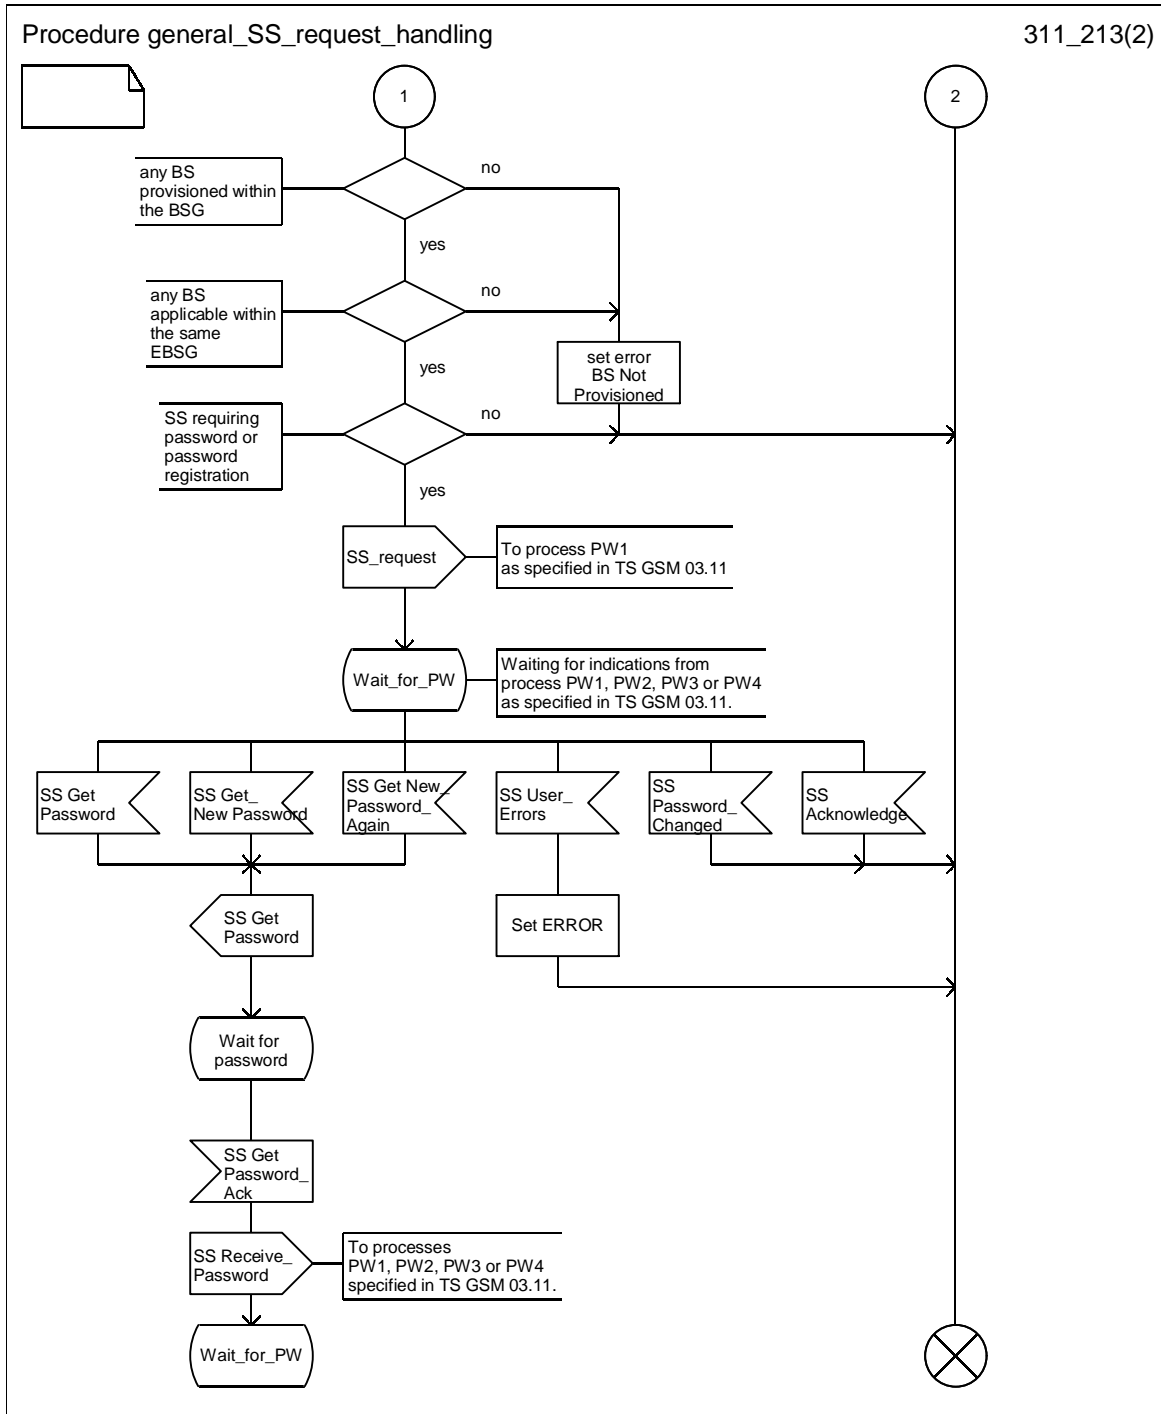 Procedure general_SS_request_handling
311_213(2)
1
2
any BS
provisioned within
the BSG
no
yes
any BS
applicable within
the same
EBSG
no
yes
set error
BS Not
Provisioned
SS requiring
password or
password
registration
no
yes
SS_request
To process PW1
as specified in TS GSM 03.11
Wait_for_PW
Waiting for indications from
process PW1, PW2, PW3 or PW4
as specified in TS GSM 03.11.
SS Get
Password
SS Get_
New Password
SS Get New_
Password_
Again
SS User_
Errors
SS
Password_
Changed
SS
Acknowledge
SS Get
Password
Set ERROR
Wait for
password
SS Get
Password_
Ack
SS Receive_
Password
To processes
PW1, PW2, PW3 or PW4
specified in TS GSM 03.11.
Wait_for_PW